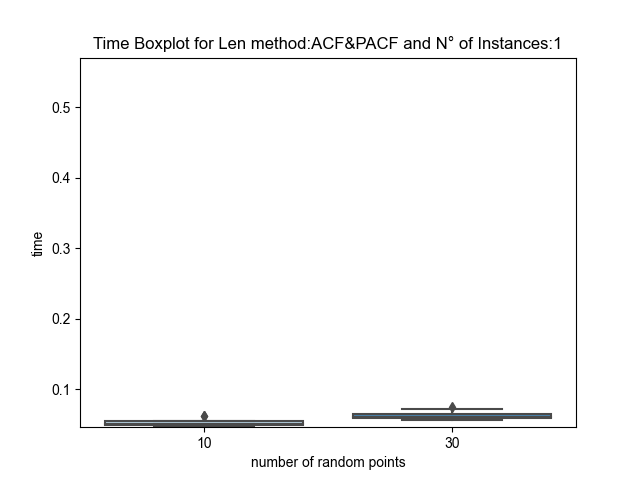 Time Boxplot for Len method:ACF&PACF and N° of Instances:1
0.5
0.4
0.3
0.2
0.1
time
10 30
number of random points